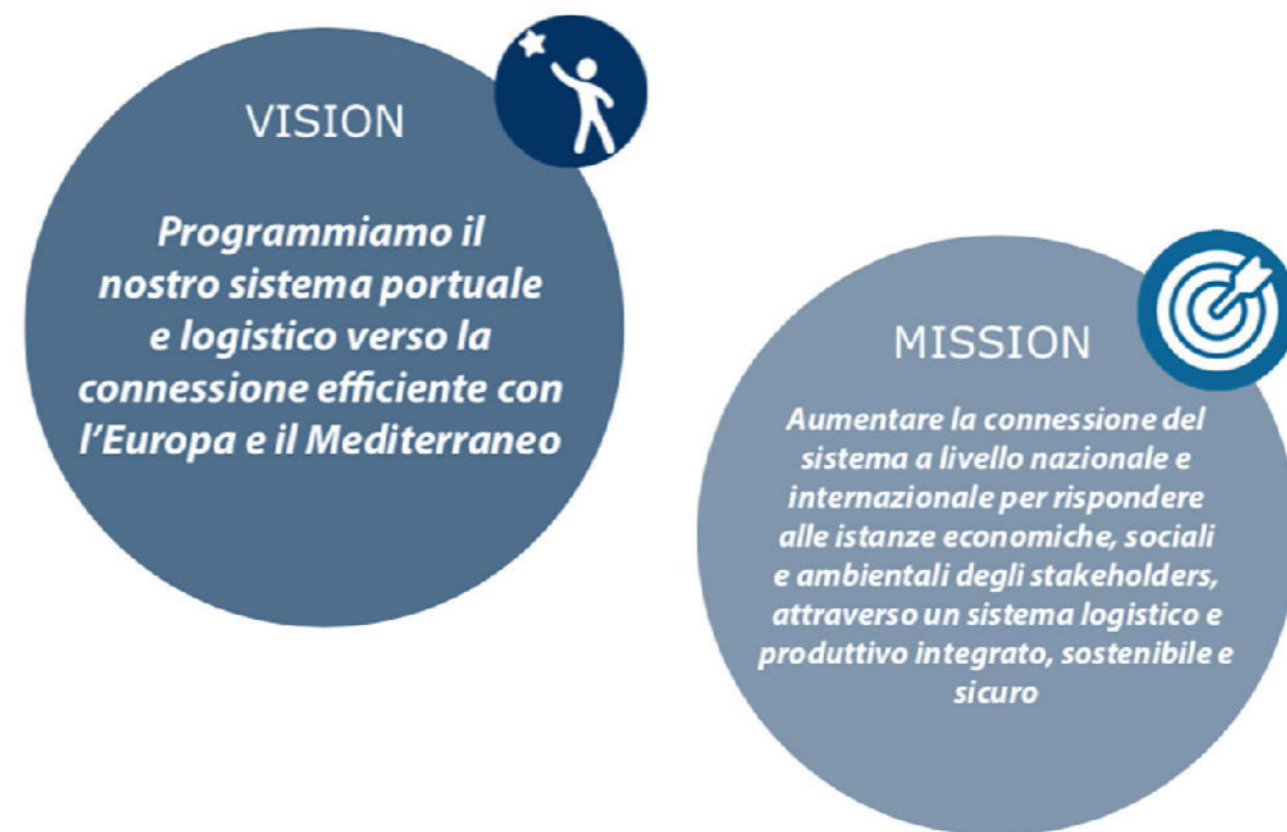 VISION
Programmiamo il
nostro sistema portuale
e logistico verso la
connessione efficiente con
l’Europa e il Mediterraneo
MISSION
Aumentare la connessione del
sistema a livello nazionale e
internazionale per rispondere
alle istanze economiche, sociali
e ambientali degli stakeholders,
attraverso un sistema logistico e
produttivo integrato, sostenibile e
sicuro